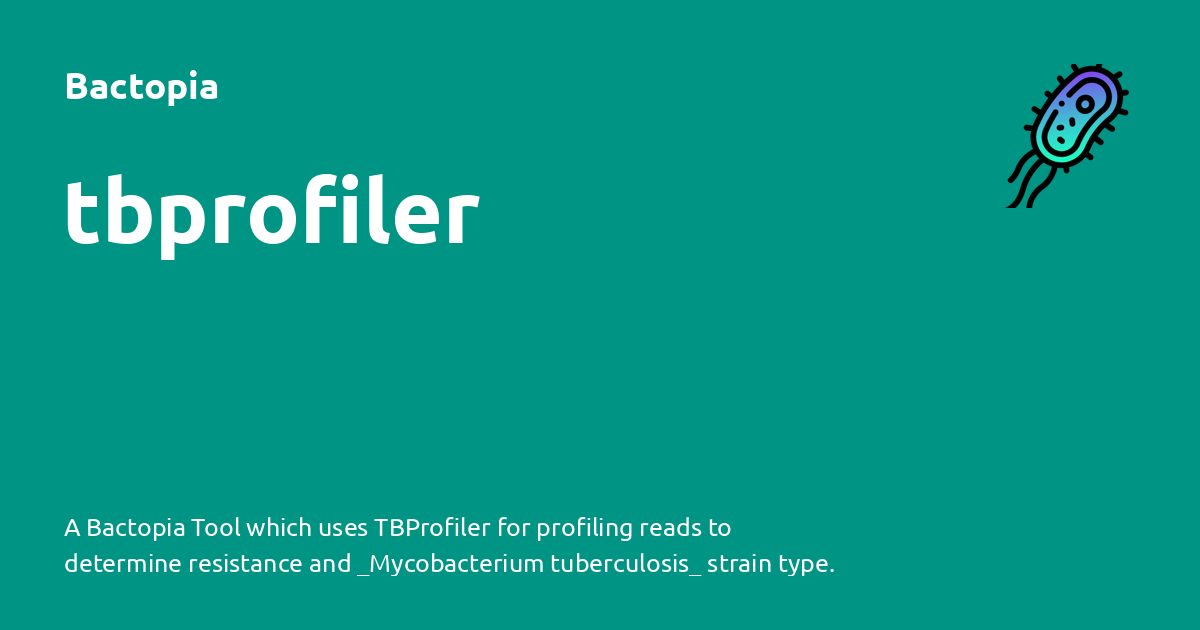 Bactopia
tbprofiler
A Bactopia Tool which uses TBProfiler for profiling reads to
determine resistance and _Mycobacterium tuberculosis_ strain type.